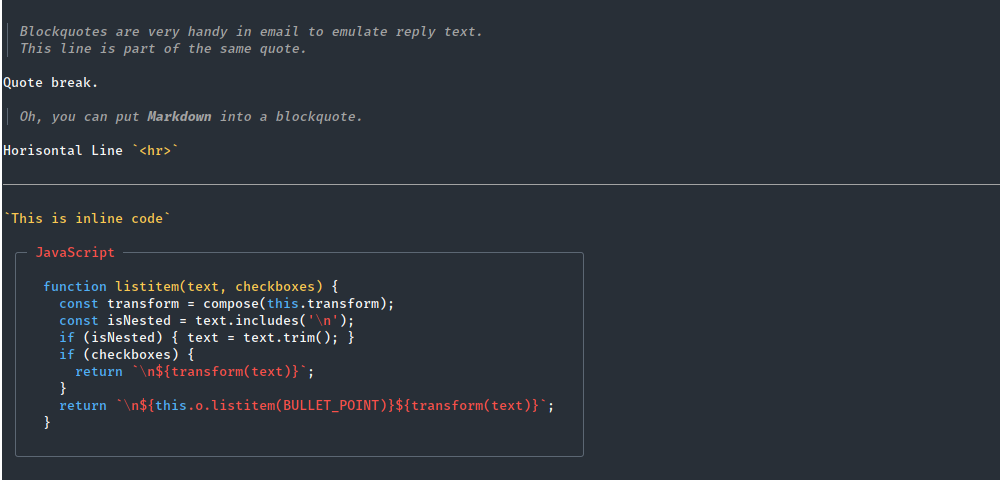 Blockquotes are very handy in email to emulate reply text.
This line is part of the same quote.
Quote break.
Oh, you can put Markdown into a blockquote.
Horisontal Line `<hr>`
`This is inline code`
JavaScript
function listitem(text, checkboxes) {
  const transform = compose(this.transform);
  const isNested = text.includes('\n');
  if (isNested) { text = text.trim(); }
  if (checkboxes) {
    return `\n${transform(text)}`;
  }
  return `\n${this.o.listitem(BULLET_POINT)}${transform(text)}`;
}